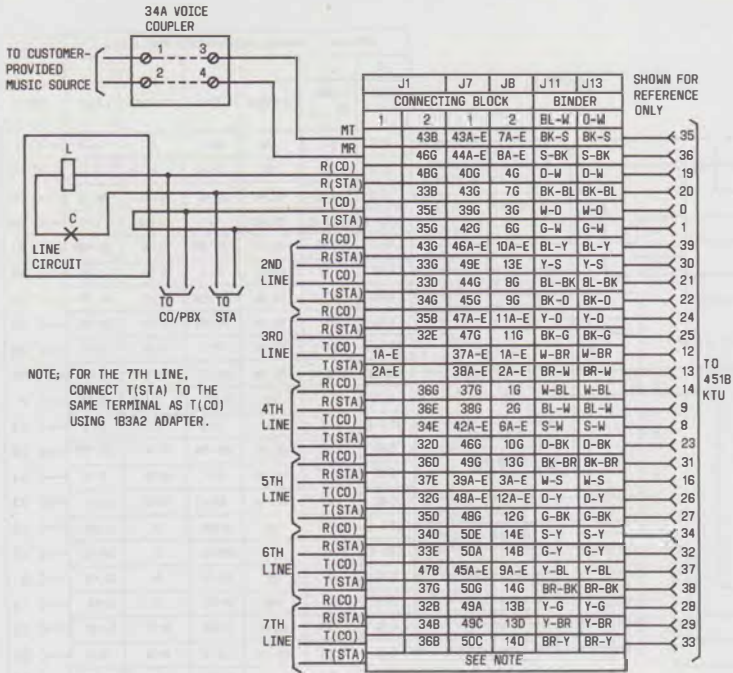 34A VOICE
COUPLER
TO CUSTOMER-
PROVIDED
MUSIC SOURCE
1 3
2 4
L
C
LINE
CIRCUIT
TO
CO/PBX
TO
STA
NOTE; FOR THE 7TH LINE,
CONNECT T(STA) TO THE
SAME TERMINAL AS T(CO)
USING 183A2 ADAPTER.
J1 J7 J8 J11 J13
SHOWN FOR
REFERENCE
ONLY
CONNECTING BLOCK BINDER
1 2 1 2 BL-W O-W
MT 43B 43A-E 7A-E BK-S BK-S 35
MR 46G 44A-E 8A-E S-BK S-BK 36
R(CO) 48G 40G 4G O-W O-W 19
R(STA) 33B 43G 7G BK-BL BK-BL 20
T(CO) 35E 39G 3G W-O W-O 0
T(STA) 35G 42G 6G G-W G-W 1
2ND
LINE
R(CO) 43G 46A-E 10A-E BL-Y BL-Y 39
R(STA) 33G 49E 13E Y-S Y-S 30
T(CO) 33D 44G 8G BL-BK BL-BK 21
T(STA) 34G 45G 9G BK-O BK-O 22
3RD
LINE
R(CO) 35B 47A-E 11A-E Y-O Y-O 24
R(STA) 32E 47G 11G BK-G BK-G 25
T(CO) 1A-E 37A-E 1A-E W-BR W-BR 12
T(STA) 2A-E 38A-E 2A-E BR-W BR-W 13
4TH
LINE
R(CO) 36G 37G 1G W-BL W-BL 14
R(STA) 36E 38G 2G BL-W BL-W 9
T(CO) 34E 42A-E 6A-E S-W S-W 8
T(STA) 32D 46G 10G O-BK O-BK 23
5TH
LINE
R(CO) 36D 49G 13G BK-BR BK-BR 31
R(STA) 37E 39A-E 3A-E W-S W-S 16
T(CO) 32G 48A-E 12A-E O-Y O-Y 26
T(STA) 35D 48G 12G G-BK G-BK 27
6TH
LINE
R(CO) 34D 50E 14E S-Y S-Y 34
R(STA) 33E 50A 14B G-Y G-Y 32
T(CO) 47B 45A-E 9A-E Y-BL Y-BL 37
T(STA) 37G 50G 14G BR-BK BR-BK 38
7TH
LINE
R(CO) 32B 49A 13B Y-G Y-G 28
R(STA) 34B 49C 13D Y-BR Y-BR 29
T(CO) 36B 50C 14D BR-Y BR-Y 33
T(STA) SEE NOTE
TO
451B
KTU